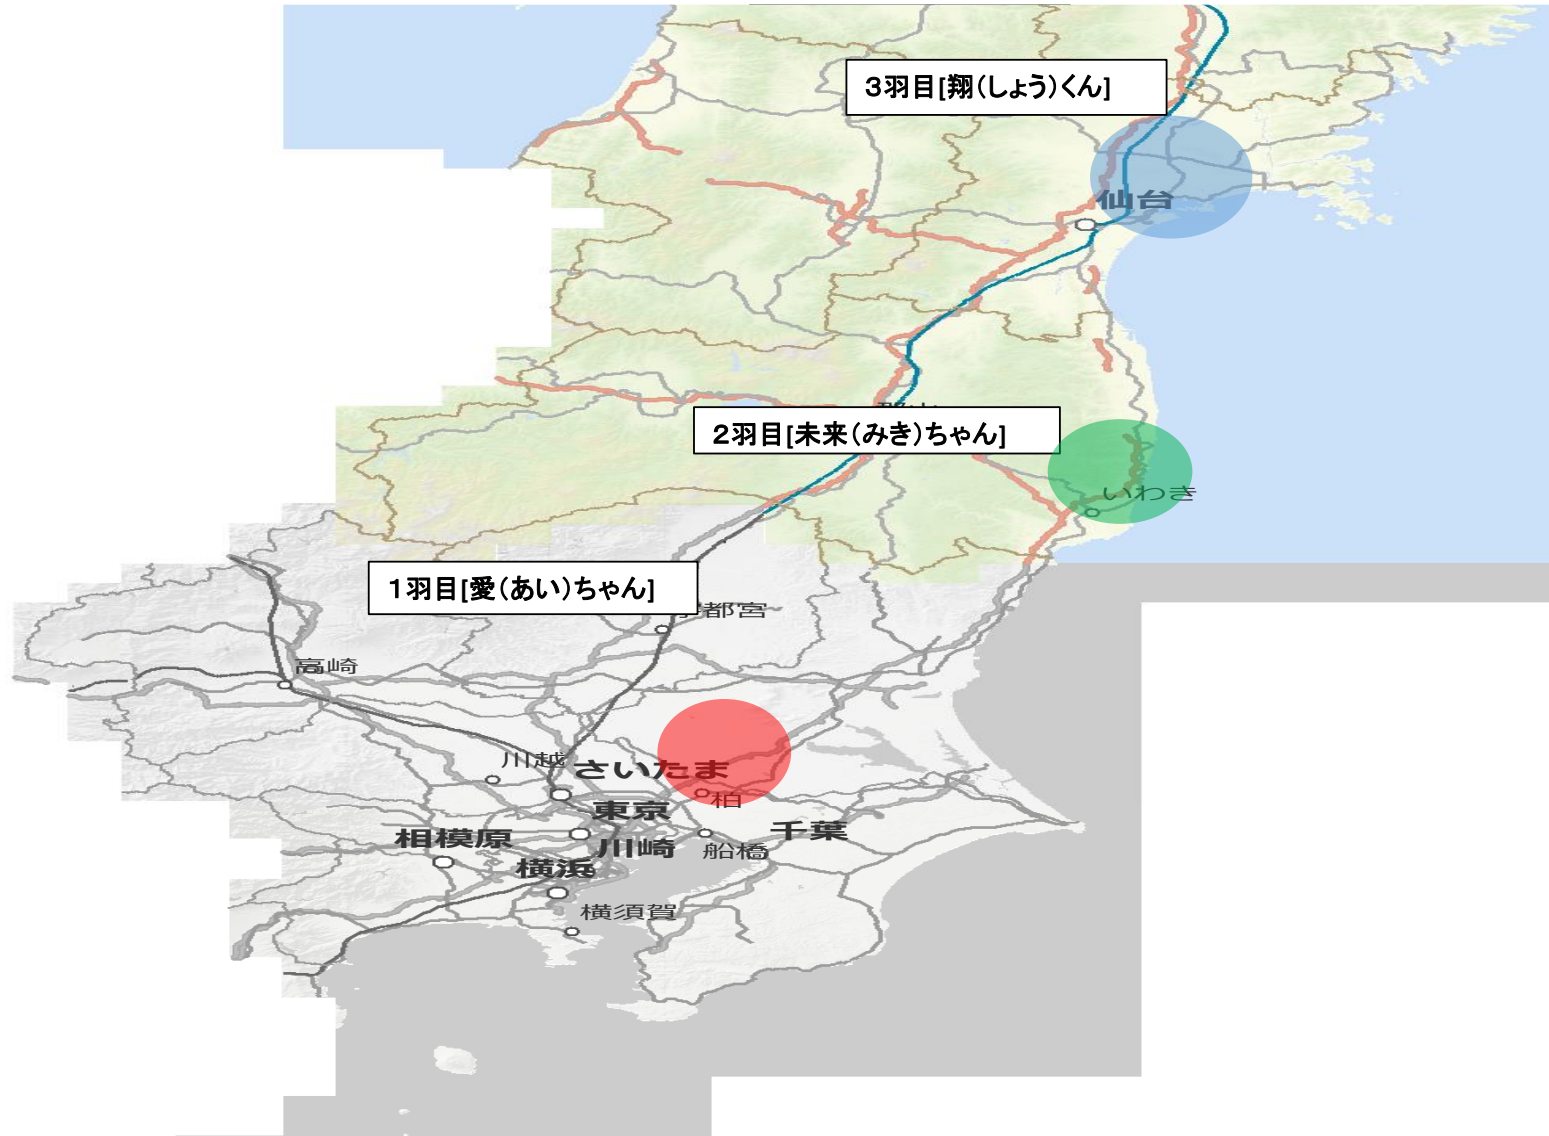 ３羽目[翔（しょう）くん]
仙台
２羽目[未来（みき）ちゃん]
いわき
１羽目[愛（あい）ちゃん]
都宮
高崎
川越
さいたま
柏
東京
千葉
相模原
川崎
船橋
横浜
横須賀